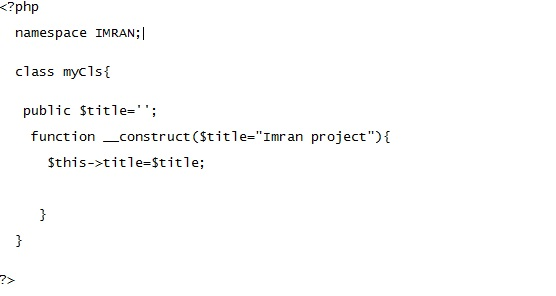 <?php
namespace IMRAN;
class myCls{
public $title='';
function __construct($title="Imran project"){
$this->title=$title;
}
}
?>